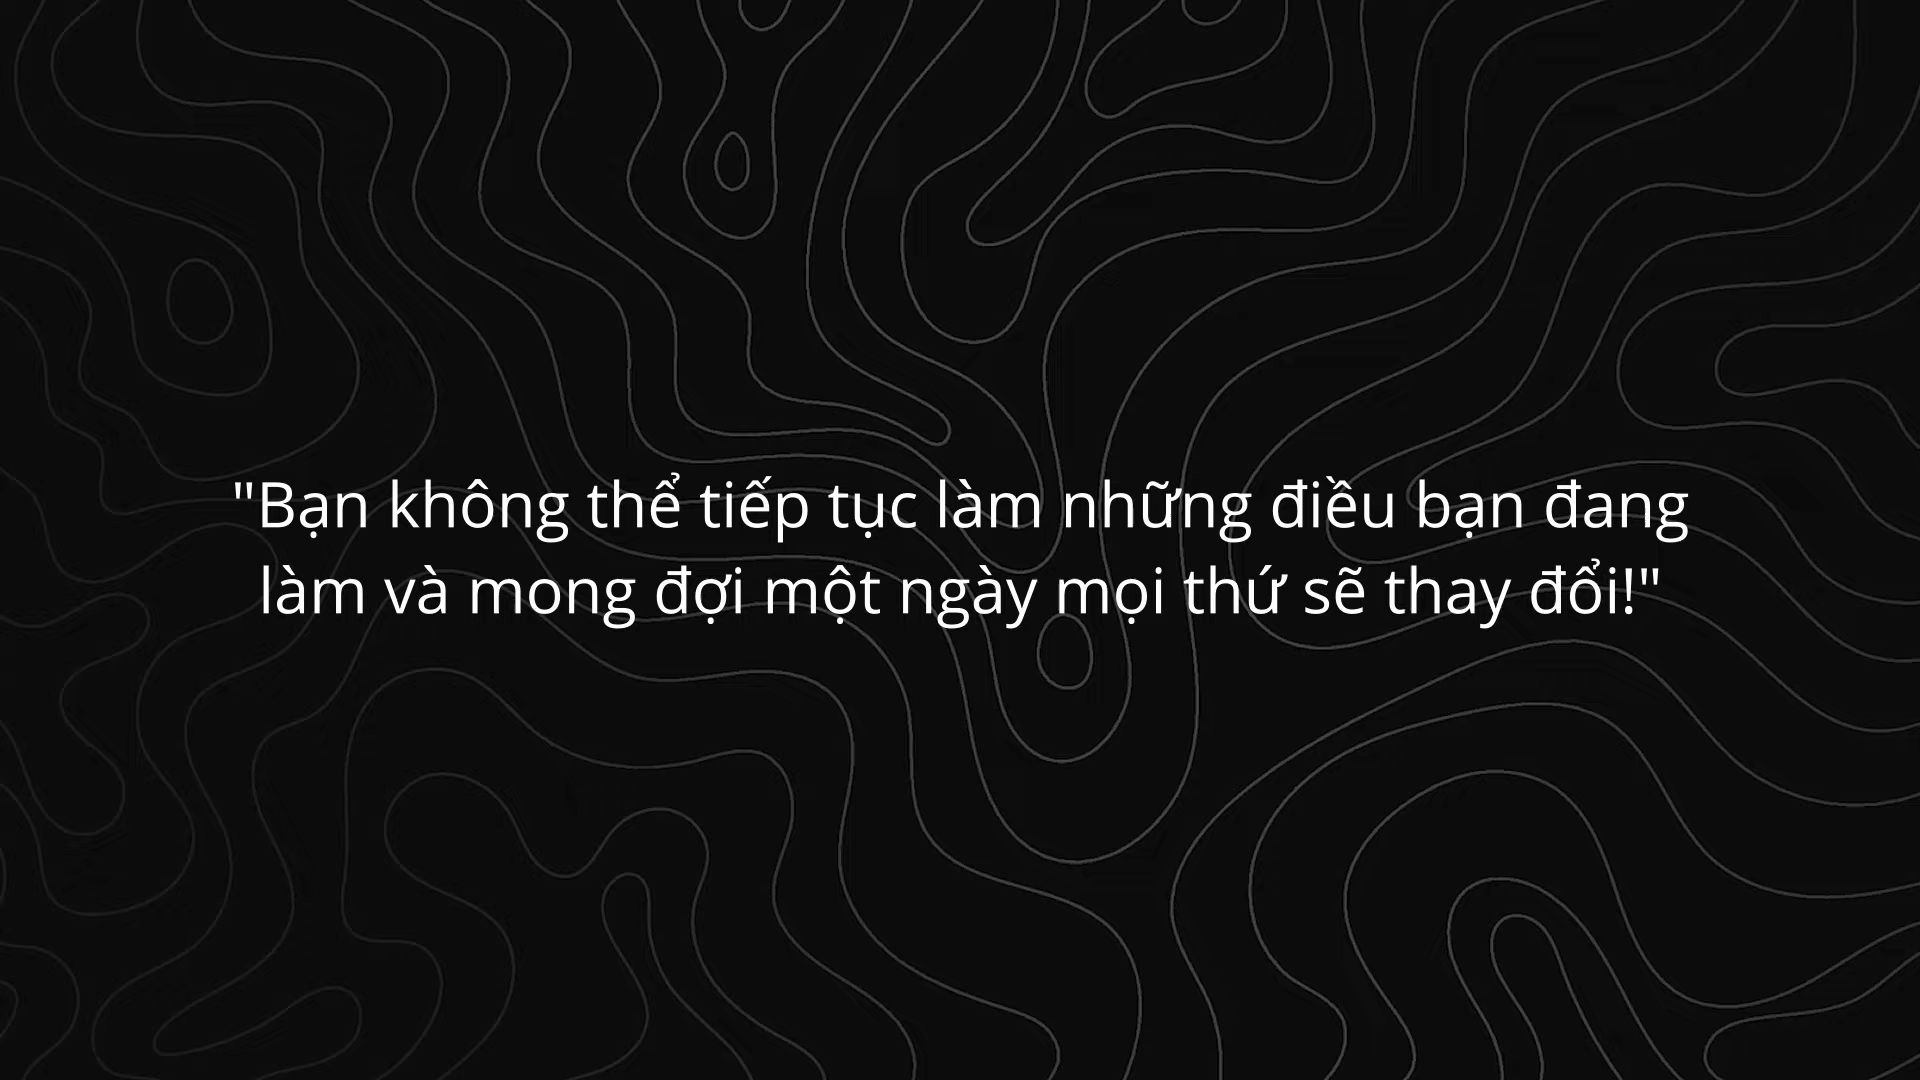 "Bạn không thể tiếp tục làm những điều bạn đang
làm và mong đợi một ngày mọi thứ sẽ thay đổi!"